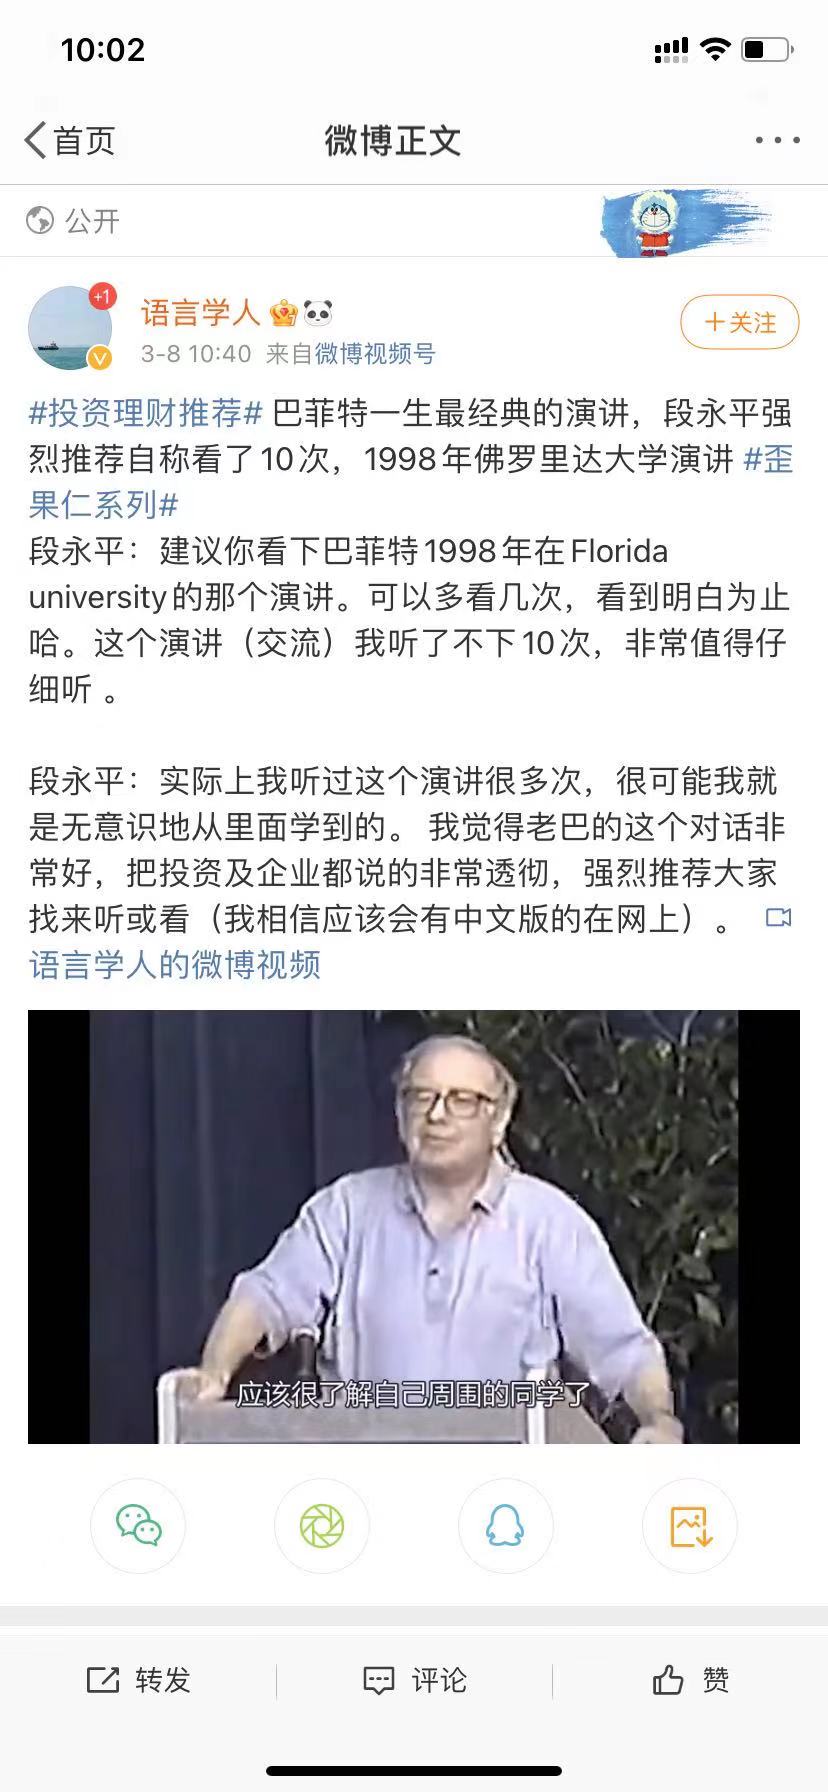 10:02
首页
微博正文
公开
+1
语言学人
3-8 10:40 来自微博视频号
+关注
#投资理财推荐# 巴菲特一生最经典的演讲，段永平强
烈推荐自称看了10次，1998年佛罗里达大学演讲 #歪
果仁系列#
段永平：建议你看下巴菲特1998年在Florida
university的那个演讲。可以多看几次，看到明白为止
哈。这个演讲（交流）我听了不下10次，非常值得仔
细听 。
段永平：实际上我听过这个演讲很多次，很可能我就
是无意识地从里面学到的。 我觉得老巴的这个对话非
常好，把投资及企业都说的非常透彻，强烈推荐大家
找来听或看（我相信应该会有中文版的在网上）。
语言学人的微博视频
应该很了解自己周围的同学了
转发
评论
赞